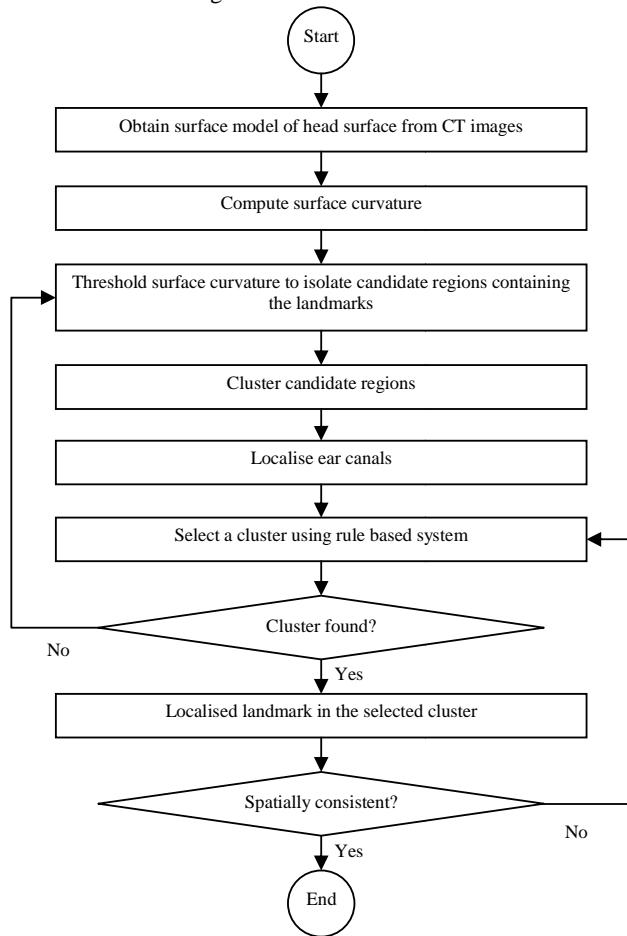 Start
Obtain surface model of head surface from CT images
Compute surface curvature
Threshold surface curvature to isolate candidate regions containing
the landmarks
Cluster candidate regions
Localise ear canals
Select a cluster using rule based system
Cluster found?
No
Yes
Localised landmark in the selected cluster
Spatially consistent?
No
Yes
End